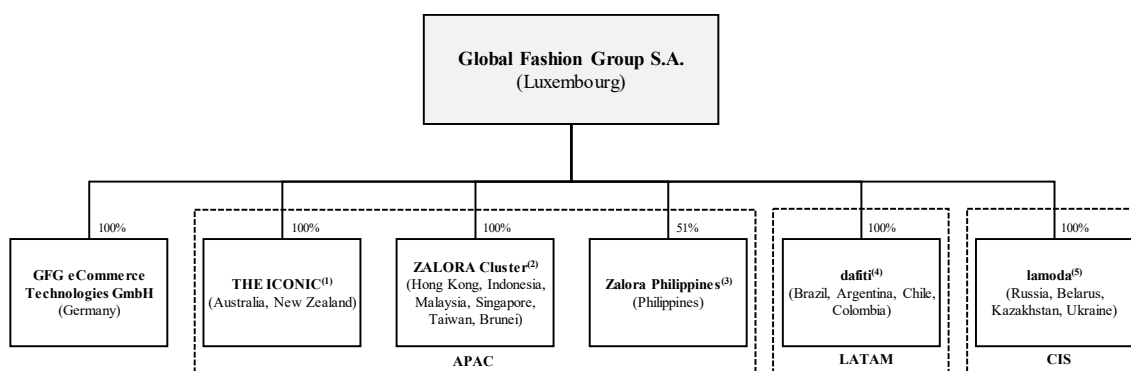 Global Fashion Group S.A.
(Luxembourg)
100%
100%
100%
51%
100%
100%
GFG eCommerce
Technologies GmbH
(Germany)
THE ICONIC(1)
(Australia, New Zealand)
ZALORA Cluster(2)
(Hong Kong, Indonesia,
Malaysia, Singapore,
Taiwan, Brunei)
Zalora Philippines(3)
(Philippines)
dafiti(4)
(Brazil, Argentina, Chile,
Colombia)
lamoda(5)
(Russia, Belarus,
Kazakhstan, Ukraine)
APAC
LATAM
CIS